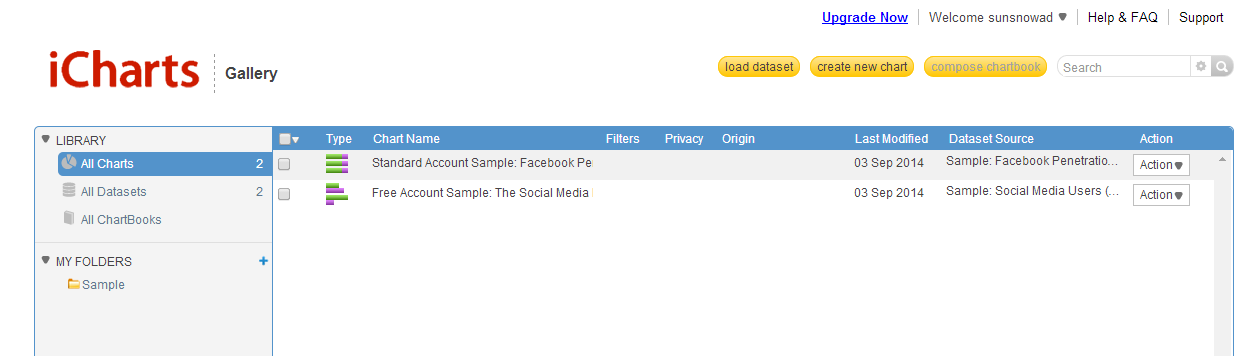 Upgrade Now Welcome sunsnowad Help & FAQ Support
iCharts Gallery load dataset create new chart compose chartbook Search
LIBRARY Type Chart Name Filters Privacy Origin Last Modified Dataset Source Action
All Charts 2 Standard Account Sample: Facebook Pe 03 Sep 2014 Sample: Facebook Penetratio... Action
All Datasets 2 Free Account Sample: The Social Media 03 Sep 2014 Sample: Social Media Users (... Action
All ChartBooks
MY FOLDERS +
Sample